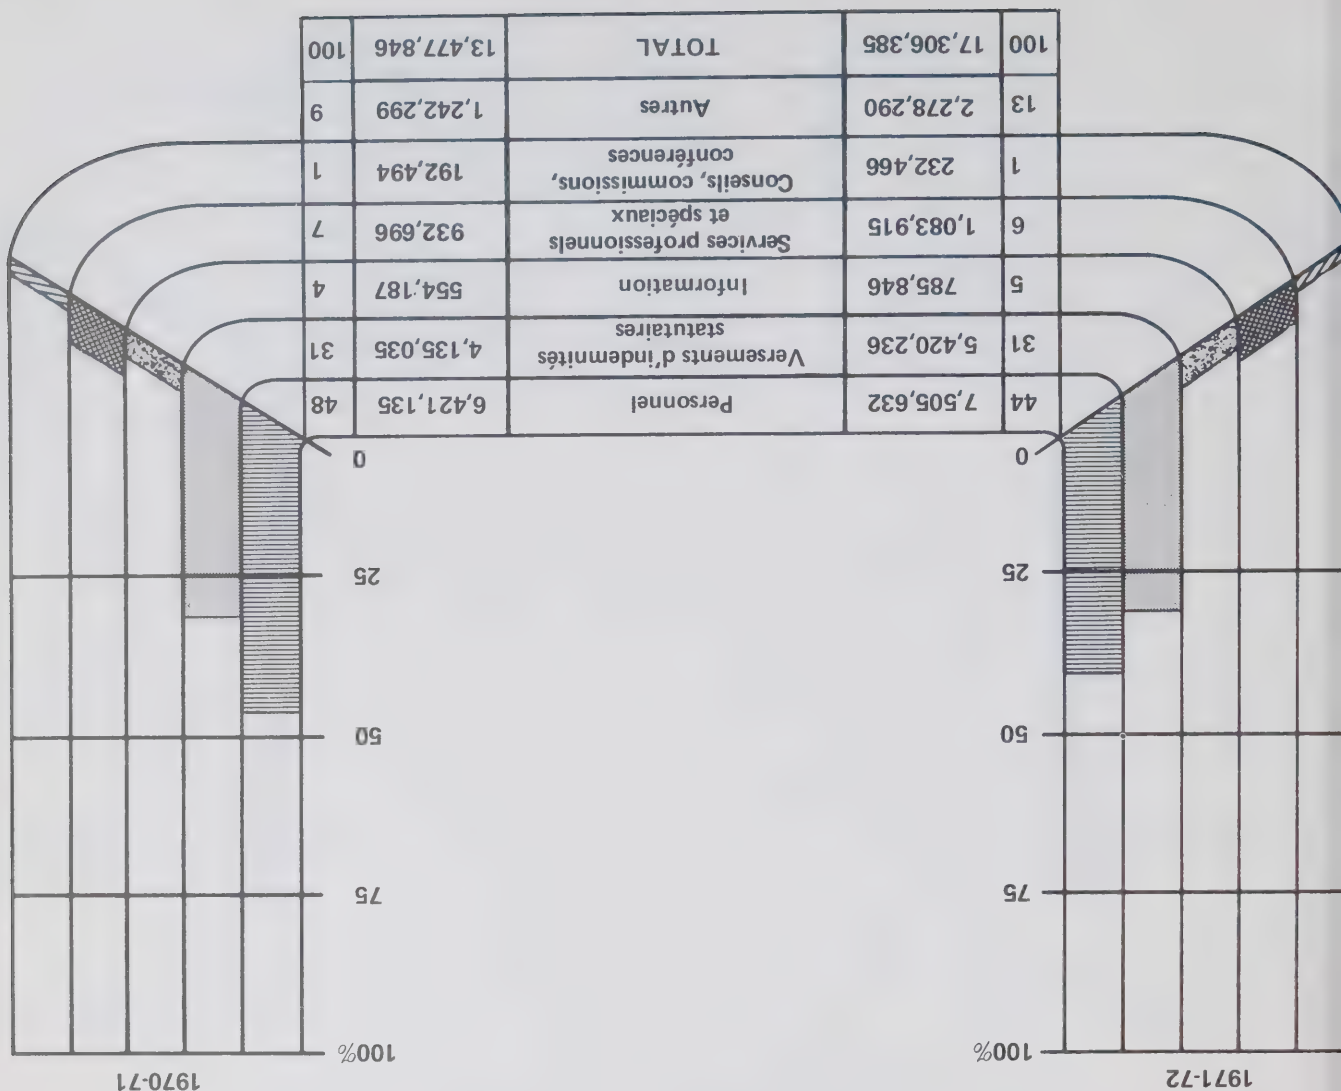 1971-72 1970-71
100% 100%
75 75
50 50
25 25
0 0
44 7,505,632 Personnel 6,421,135 48
31 5,420,236 Versements d'indemnités
statutaires 4,135,035 31
5 785,846 Information 554,187 4
6 1,083,915 Services professionnels
et spéciaux 932,696 7
1 232,466 Conseils, commissions,
conférences 192,494 1
13 2,278,290 Autres 1,242,299 9
100 17,306,385 TOTAL 13,477,846 100